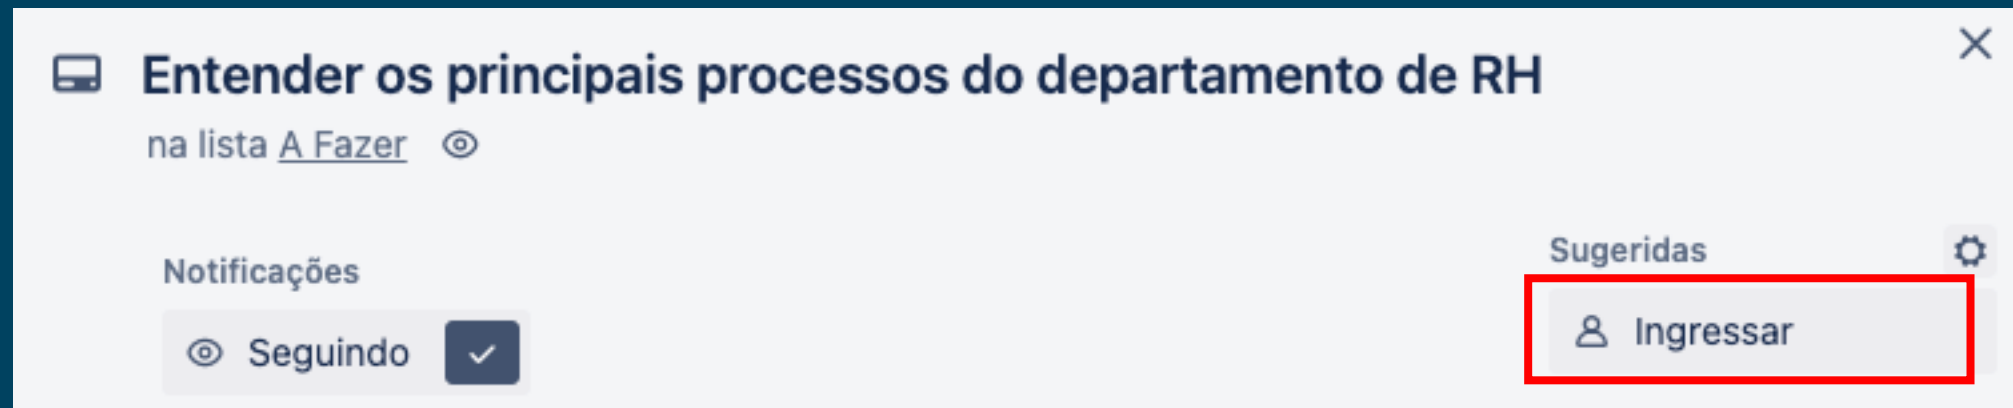 Entender os principais processos do departamento de RH
na lista A Fazer
Notificações
Seguindo
Sugeridas
Ingressar